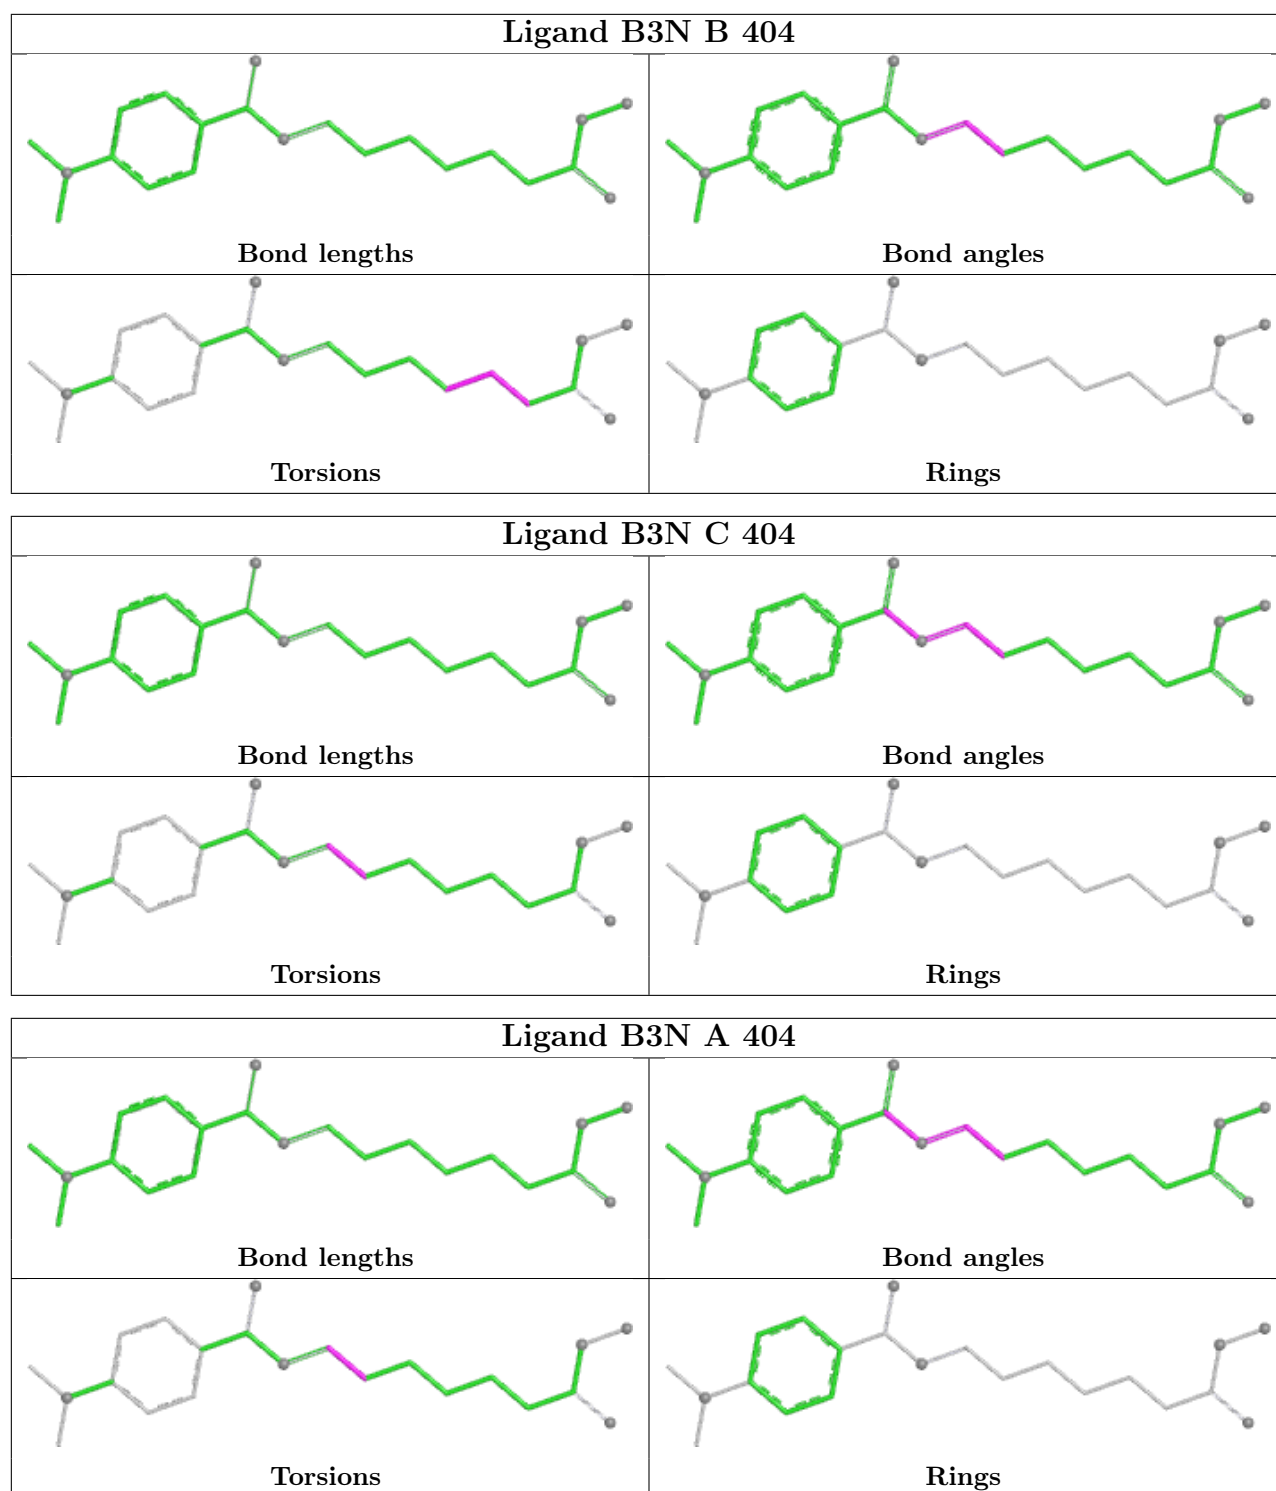 Ligand B3N B 404
Bond lengths
Bond angles
Torsions
Rings
Ligand B3N C 404
Bond lengths
Bond angles
Torsions
Rings
Ligand B3N A 404
Bond lengths
Bond angles
Torsions
Rings